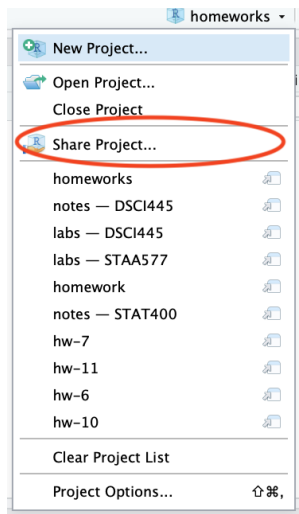 homeworks
New Project...
Open Project...
Close Project
Share Project...
homeworks
notes — DSCI445
labs — DSCI445
labs — STAA577
homework
notes — STAT400
hw-7
hw-11
hw-6
hw-10
Clear Project List
Project Options... ⇧⌘,